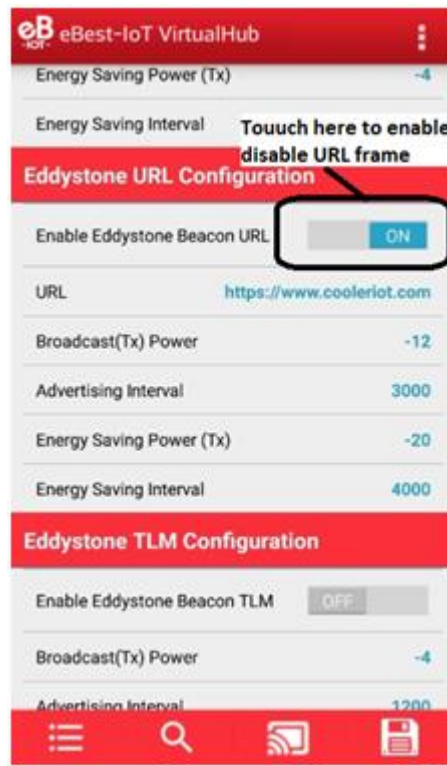 eB
-IOT-
eBest-IoT VirtualHub
Energy Saving Power (Tx) -4
Energy Saving Interval
Touuch here to enable
disable URL frame
Eddystone URL Configuration
Enable Eddystone Beacon URL ON
URL https://www.cooleriot.com
Broadcast(Tx) Power -12
Advertising Interval 3000
Energy Saving Power (Tx) -20
Energy Saving Interval 4000
Eddystone TLM Configuration
Enable Eddystone Beacon TLM OFF
Broadcast(Tx) Power -4
Advertising Interval 1200